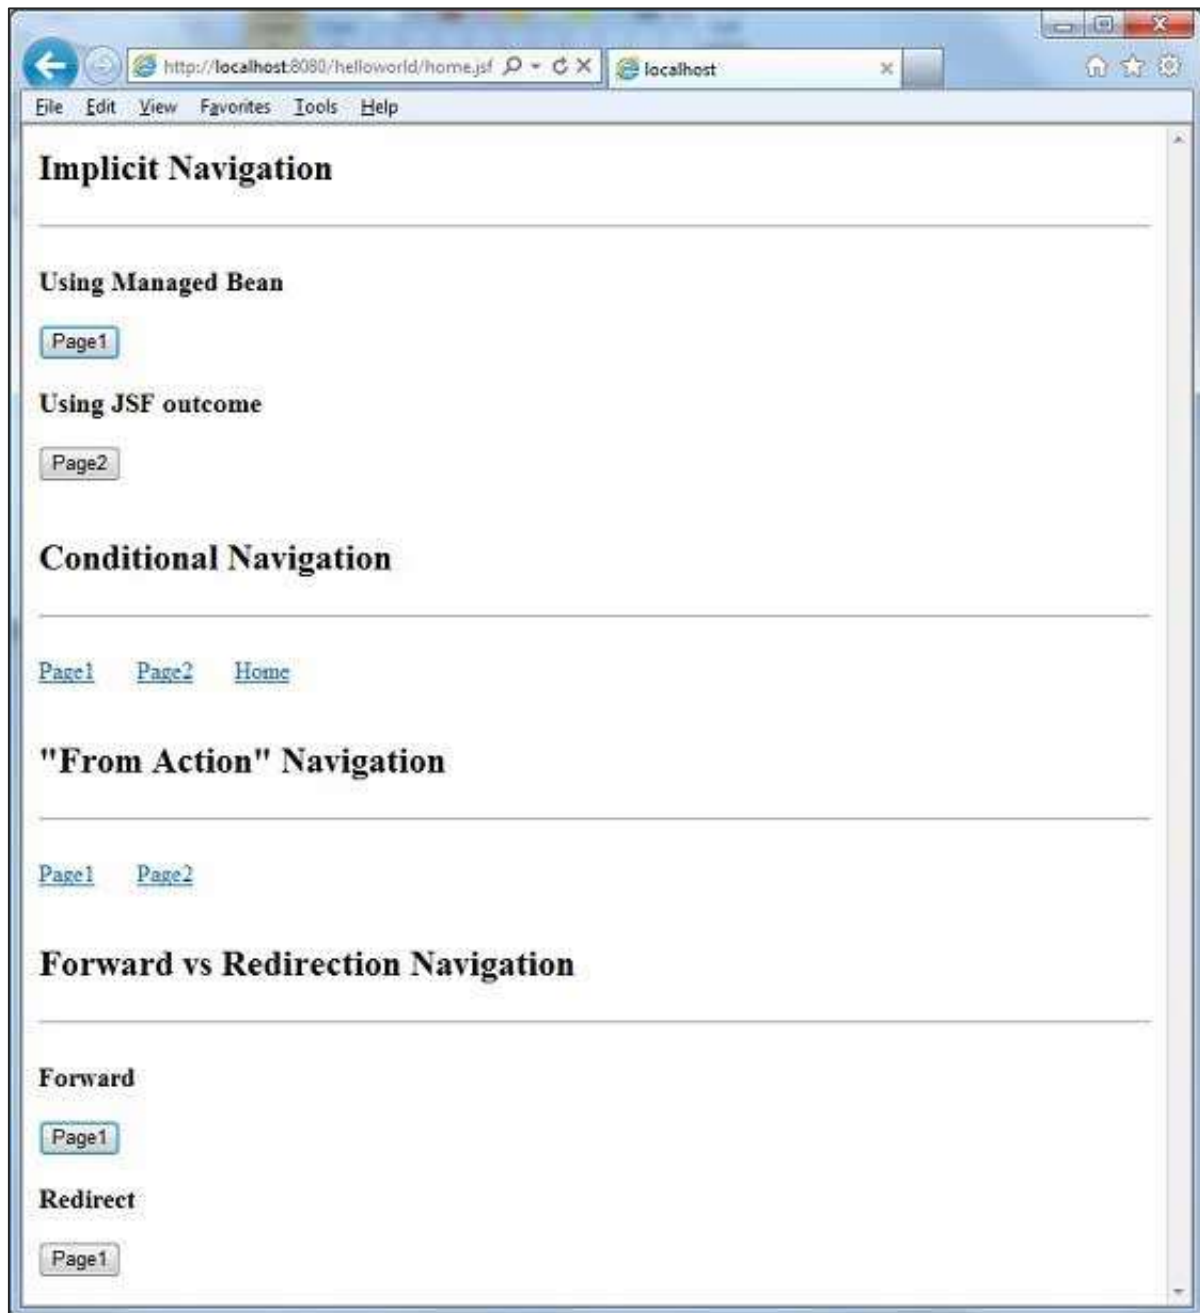 http://localhost:8080/helloworld/home.jsf
localhost
File Edit View Favorites Tools Help
Implicit Navigation
Using Managed Bean
Page1
Using JSF outcome
Page2
Conditional Navigation
Page1 Page2 Home
"From Action" Navigation
Page1 Page2
Forward vs Redirection Navigation
Forward
Page1
Redirect
Page1